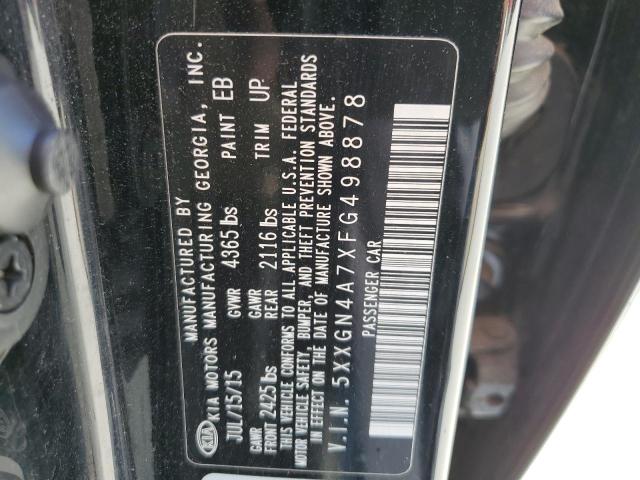 MANUFACTURED BY
KIA KIA MOTORS MANUFACTURING GEORGIA, INC.
JUL/15/15 GVWR 4365 lbs PAINT EB
GAWR FRONT 2425 lbs GAWR REAR 2116 lbs TRIM UP
THIS VEHICLE CONFORMS TO ALL APPLICABLE U.S.A. FEDERAL
MOTOR VEHICLE SAFETY, BUMPER, AND THEFT PREVENTION STANDARDS
IN EFFECT ON THE DATE OF MANUFACTURE SHOWN ABOVE.
V.I.N. 5XXGN4A7XFG498878
PASSENGER CAR